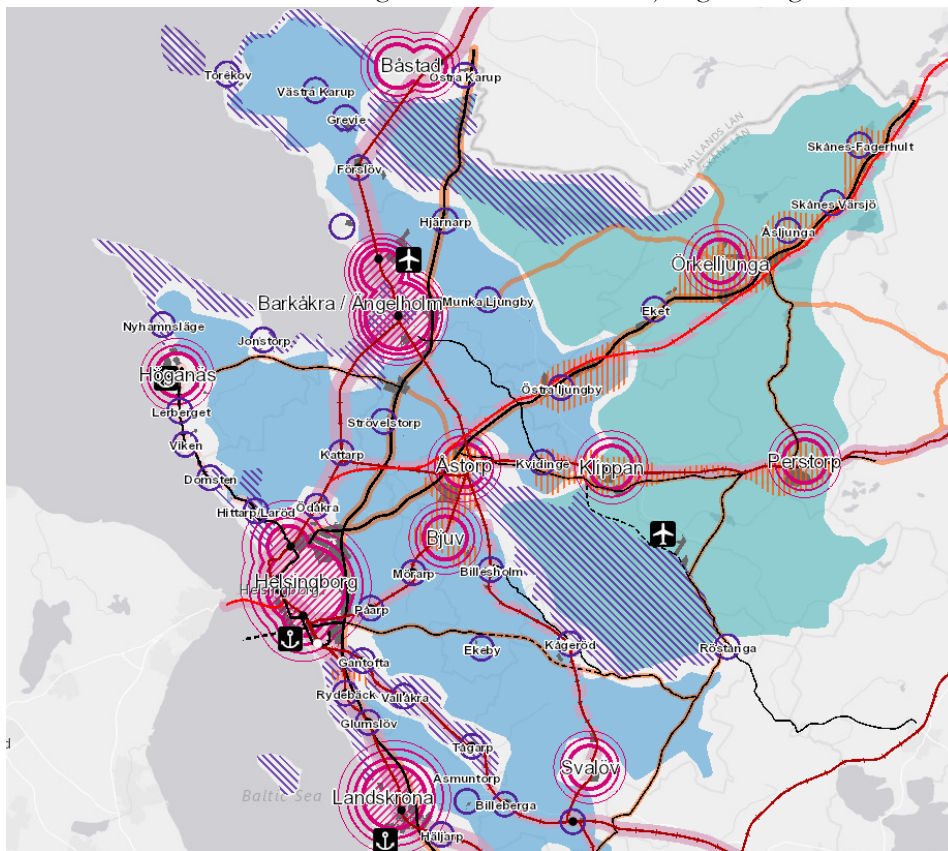 Båstad
Östra Karup
Torekov
Västra Karup
Grevie
HALLANDS LÄN
SKÅNE LÄN
Skånes-Fagerhult
Förslöv
Skånes Värsjö
Hjärnarp
Åsljunga
Örkelljunga
Barkåkra / Ängelholm
Munka Ljungby
Eket
Nyhamnsläge
Jonstorp
Höganäs
Östra ljungby
Lerberget
Strövelstorp
Viken
Kattarp
Åstorp
Kvidinge
Klippan
Perstorp
Domsten
Hittarp/Laröd
Ödåkra
Bjuv
Mörarp
Billesholm
Helsingborg
Helsingborg
Påarp
Ekeby
Kågeröd
Röstånga
Gantofta
Rydebäck
Vallåkra
Glumslöv
Tågarp
Svalöv
Asmuntorp
Baltic Sea
Landskrona
Billeberga
Häljarp
d